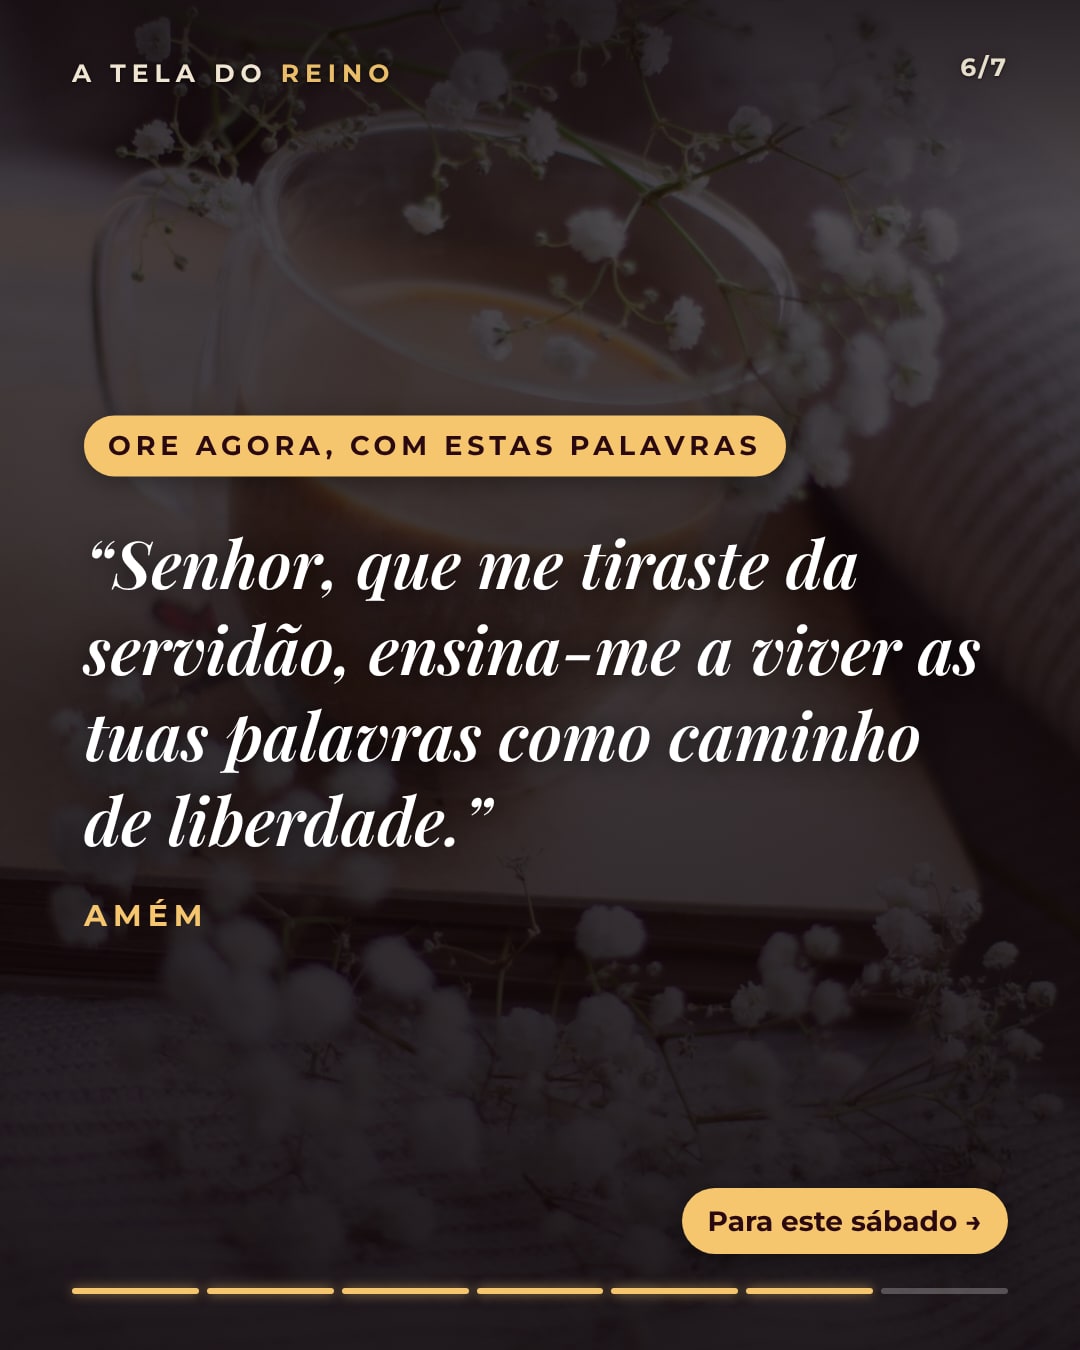 A TELA DO REINO
6/7
ORE AGORA, COM ESTAS PALAVRAS
“Senhor, que me tiraste da
servidão, ensina-me a viver as
tuas palavras como caminho
de liberdade.”
AMÉM
Para este sábado →